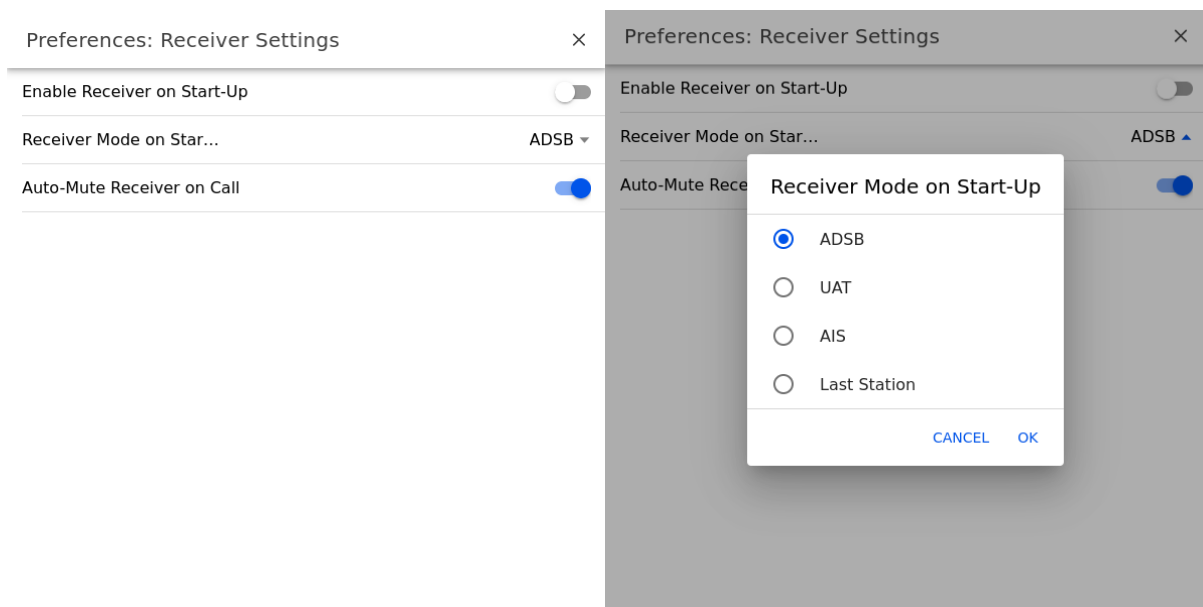 Preferences: Receiver Settings
Enable Receiver on Start-Up
Receiver Mode on Star... ADSB
Auto-Mute Receiver on Call
Preferences: Receiver Settings
Enable Receiver on Start-Up
Receiver Mode on Star... ADSB
Auto-Mute Rece
Receiver Mode on Start-Up
ADSB
UAT
AIS
Last Station
CANCEL OK